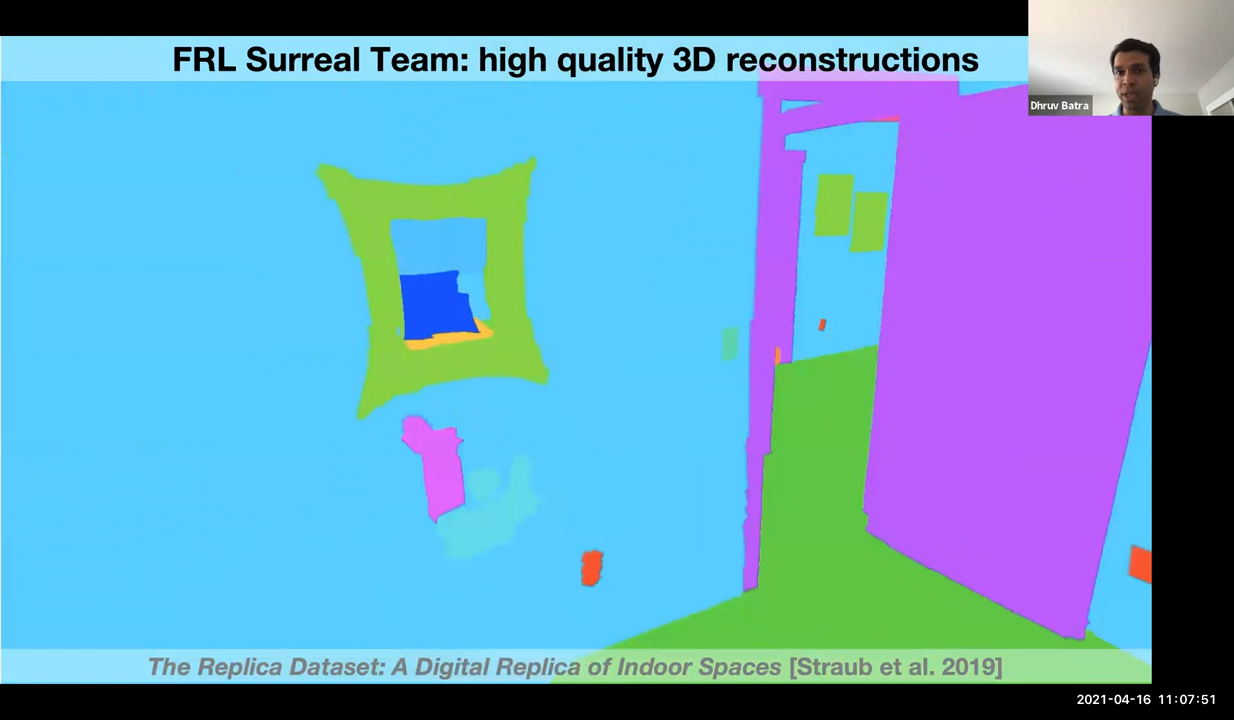 FRL Surreal Team: high quality 3D reconstructions
Dhruv Batra
The Replica Dataset: A Digital Replica of Indoor Spaces [Straub et al. 2019]
2021-04-16 11:07:51